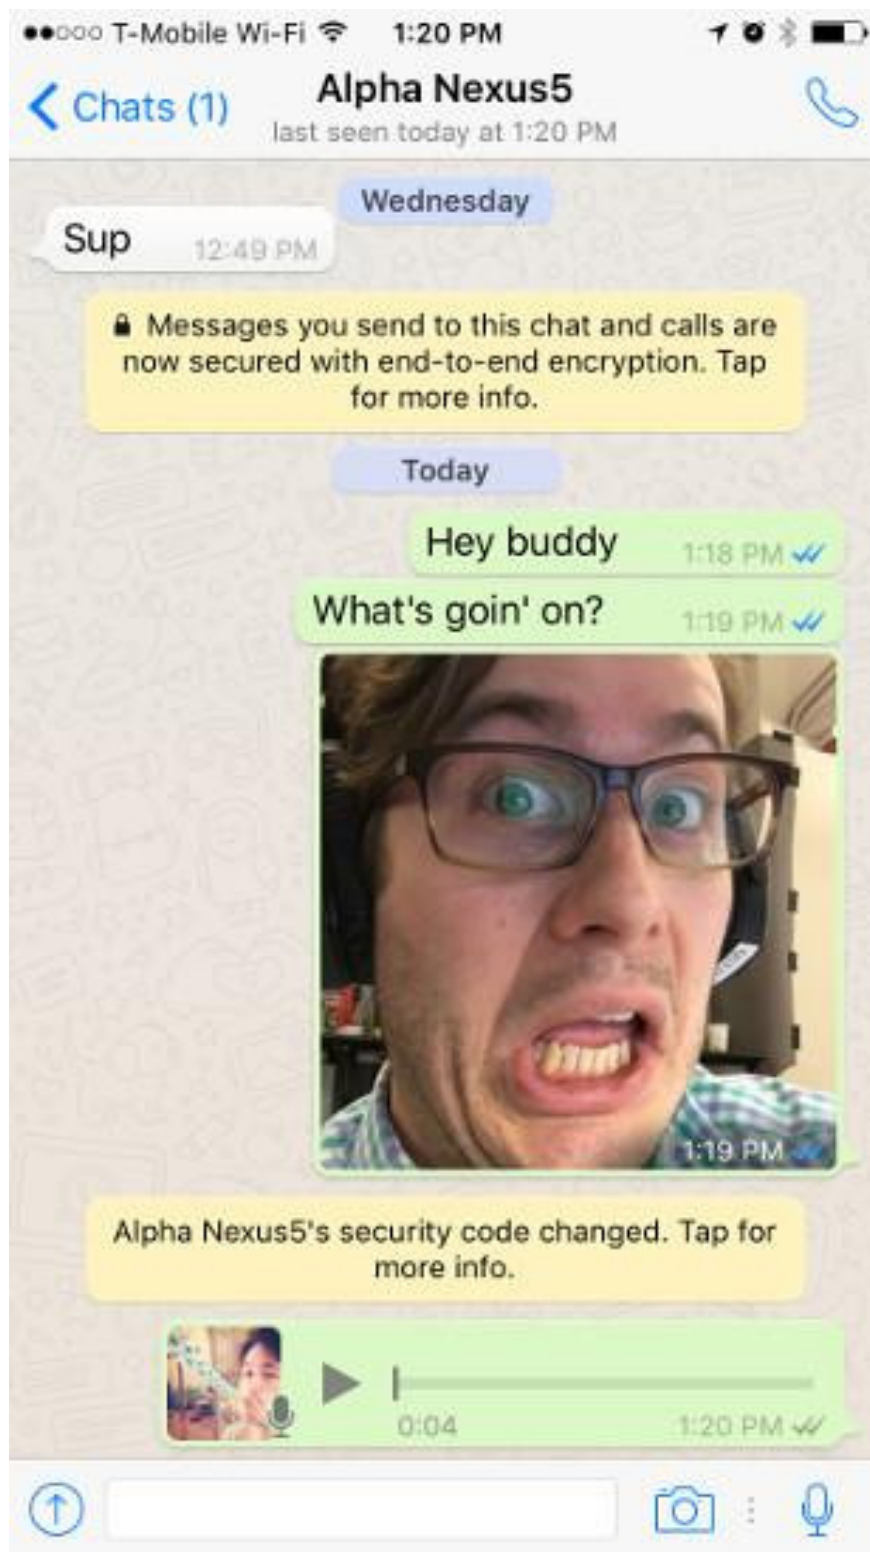 T-Mobile Wi-Fi 1:20 PM
Chats (1)
Alpha Nexus5
last seen today at 1:20 PM
Wednesday
Sup 12:49 PM
Messages you send to this chat and calls are
now secured with end-to-end encryption. Tap
for more info.
Today
Hey buddy 1:18 PM
What's goin' on? 1:19 PM
1:19 PM
Alpha Nexus5's security code changed. Tap for
more info.
0:04 1:20 PM